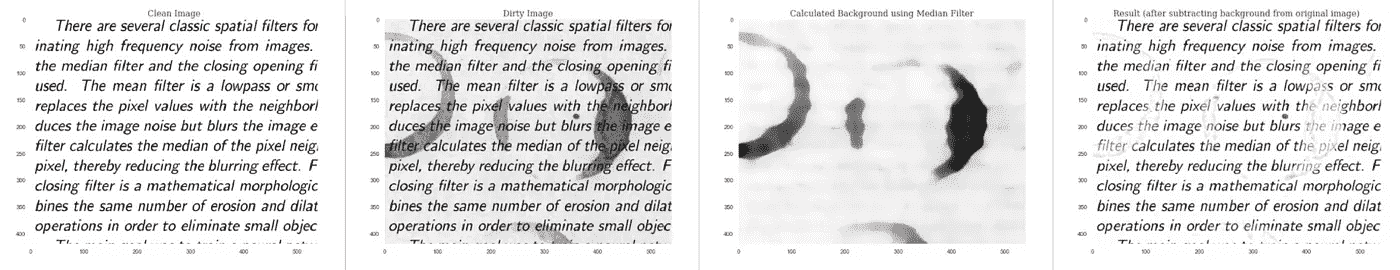 Clean Image
There are several classic spatial filters for
inating high frequency noise from images.
the median filter and the closing opening fi
used. The mean filter is a lowpass or smo
replaces the pixel values with the neighborl
duces the image noise but blurs the image e
filter calculates the median of the pixel neig
pixel, thereby reducing the blurring effect. F
closing filter is a mathematical morphologic
bines the same number of erosion and dilat
operations in order to eliminate small objec
The main goal was to train a neural netw
0
50
100
150
200
250
300
350
400
0 100 200 300 400 500
Dirty Image
There are several classic spatial filters for
inating high frequency noise from images.
the median filter and the closing opening fi
used. The mean filter is a lowpass or smo
replaces the pixel values with the neighborl
duces the image noise but blurs the image e
filter calculates the median of the pixel neig
pixel, thereby reducing the blurring effect. F
closing filter is a mathematical morphologic
bines the same number of erosion and dilat
operations in order to eliminate small objec
0
50
100
150
200
250
300
350
400
0 100 200 300 400 500
Calculated Background using Median Filter
0
50
100
150
200
250
300
350
400
0 100 200 300 400 500
Result (after subtracting background from original image)
There are several classic spatial filters for
inating high frequency noise from images.
the median filter and the closing opening fi
used. The mean filter is a lowpass or smo
replaces the pixel values with the neighborl
duces the image noise but blurs the image e
filter calculates the median of the pixel neig
pixel, thereby reducing the blurring effect. F
closing filter is a mathematical morphologic
bines the same number of erosion and dilat
operations in order to eliminate small objec
0
50
100
150
200
250
300
350
400
0 100 200 300 400 500